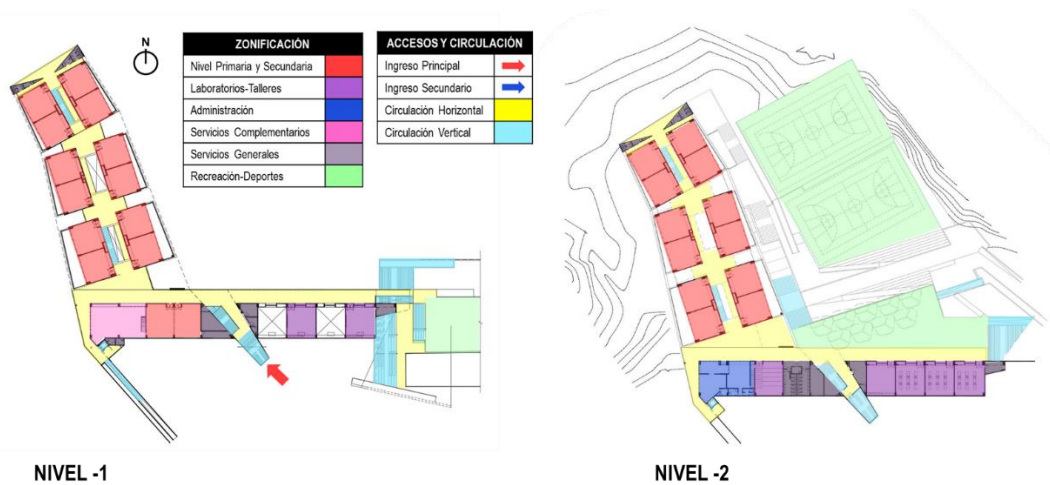 N
ZONIFICACIÓN
Nivel Primaria y Secundaria
Laboratorios-Talleres
Administración
Servicios Complementarios
Servicios Generales
Recreación-Deportes
ACCESOS Y CIRCULACIÓN
Ingreso Principal
Ingreso Secundario
Circulación Horizontal
Circulación Vertical
NIVEL -1
NIVEL -2